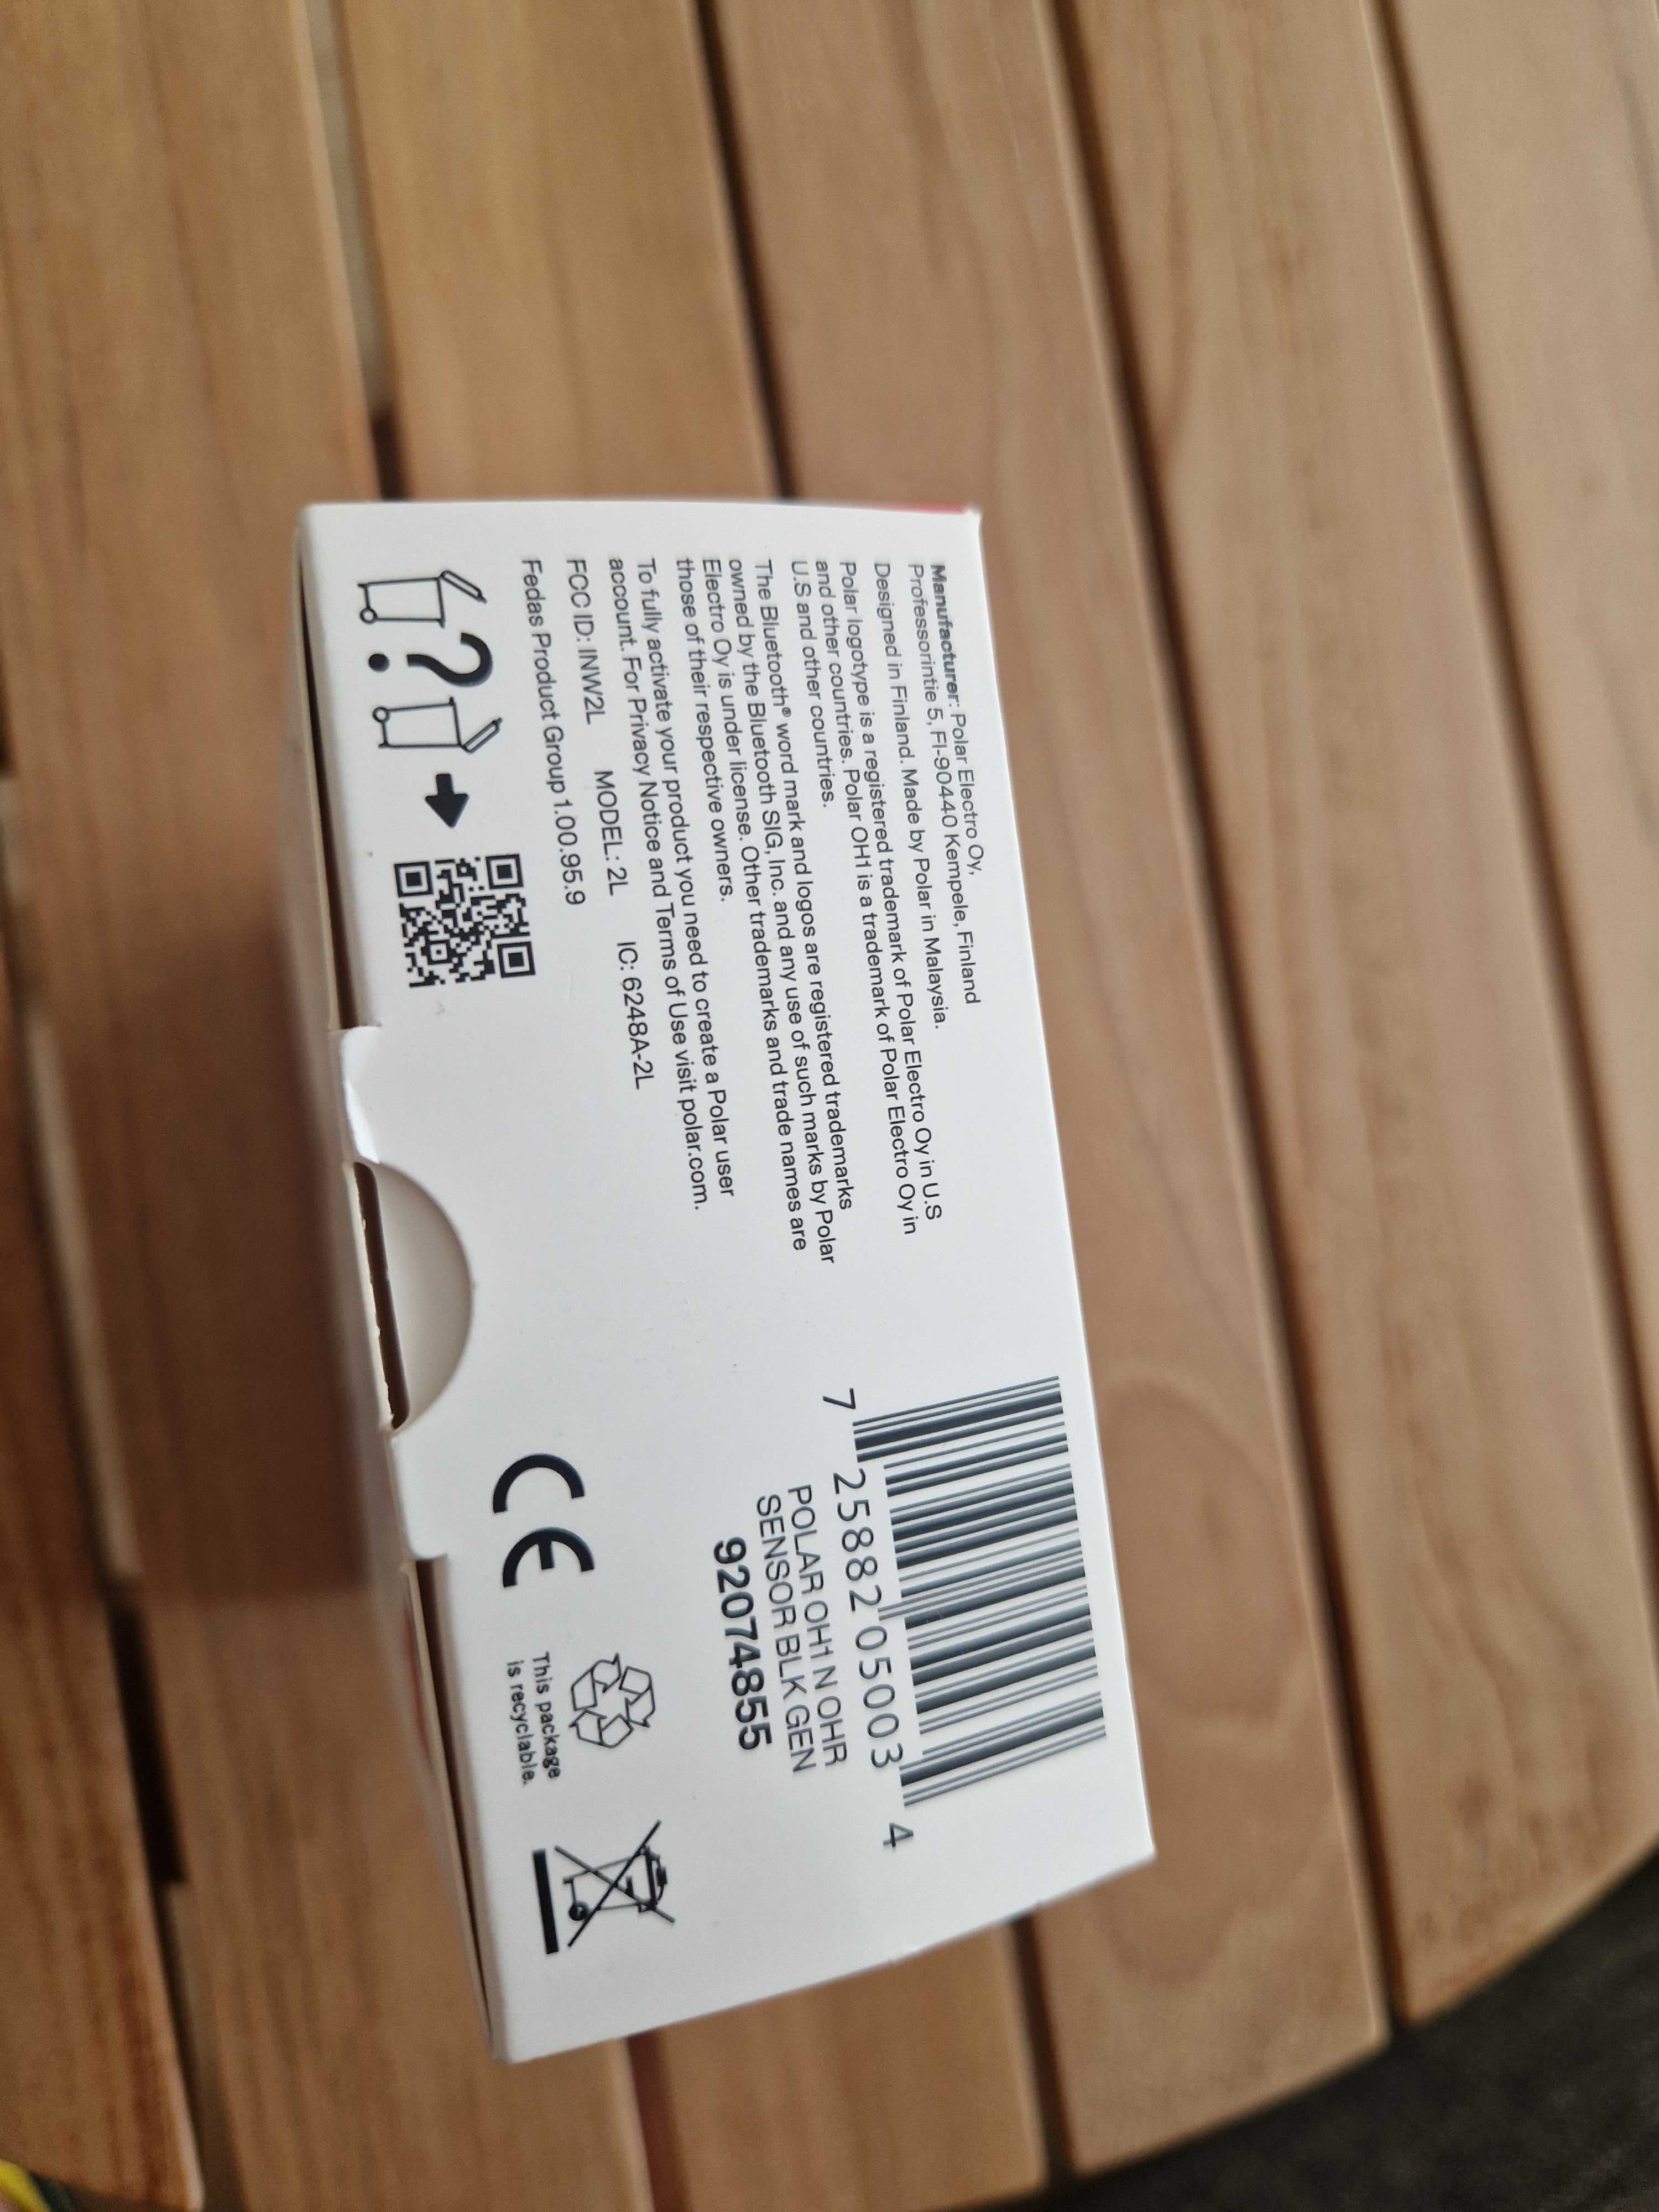 Manufacturer: Polar Electro Oy,
Professorintie 5, FI-90440 Kempele, Finland
Designed in Finland. Made by Polar in Malaysia.
Polar logotype is a registered trademark of Polar Electro Oy in U.S
and other countries. Polar OH1 is a trademark of Polar Electro Oy in
U.S and other countries.
The Bluetooth® word mark and logos are registered trademarks
owned by the Bluetooth SIG, Inc. and any use of such marks by Polar
Electro Oy is under license. Other trademarks and trade names are
those of their respective owners.
To fully activate your product you need to create a Polar user
account. For Privacy Notice and Terms of Use visit polar.com.
FCC ID: INW2L MODEL: 2L IC: 6248A-2L
Fedas Product Group 1.00.95.9
?
7 25882 05003 4
POLAR OH1 N OHR
SENSOR BLK GEN
92074855
CE
This package
is recyclable.